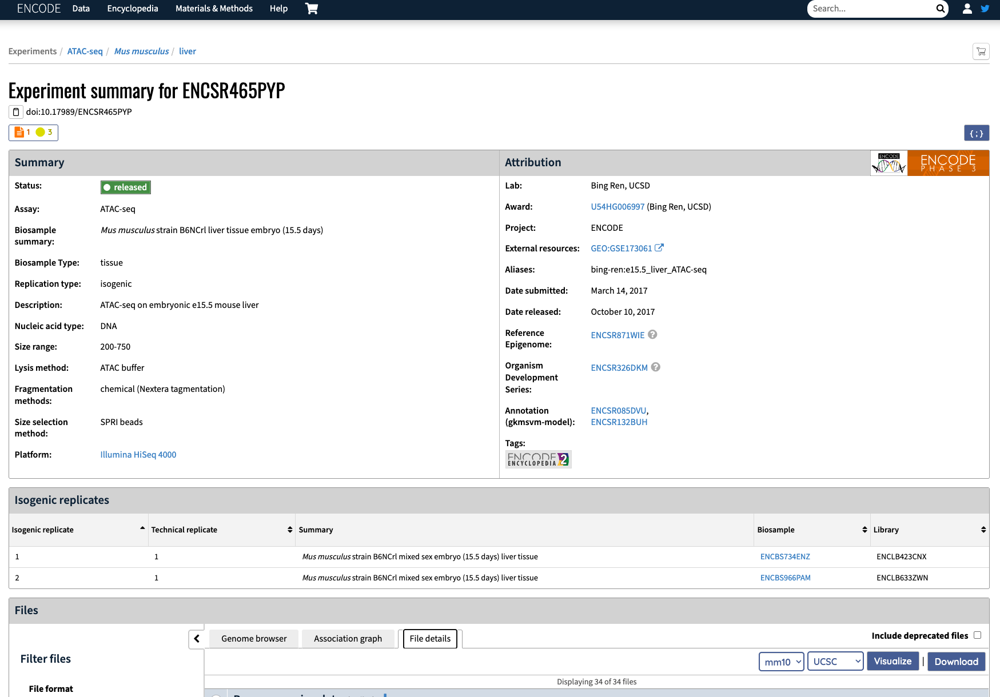 ENCODE Data Encyclopedia Materials & Methods Help Search...
Experiments / ATAC-seq / Mus musculus / liver
Experiment summary for ENCSR465PYP
doi:10.17989/ENCSR465PYP
1 3
{ ; }
Summary
Status: released
Assay: ATAC-seq
Biosample summary: Mus musculus strain B6NCrl liver tissue embryo (15.5 days)
Biosample Type: tissue
Replication type: isogenic
Description: ATAC-seq on embryonic e15.5 mouse liver
Nucleic acid type: DNA
Size range: 200-750
Lysis method: ATAC buffer
Fragmentation methods: chemical (Nextera tagmentation)
Size selection method: SPRI beads
Platform: Illumina HiSeq 4000
Attribution
ENCODE
ENCODE
PHASE 3
Lab: Bing Ren, UCSD
Award: U54HG006997 (Bing Ren, UCSD)
Project: ENCODE
External resources: GEO:GSE173061
Aliases: bing-ren:e15.5_liver_ATAC-seq
Date submitted: March 14, 2017
Date released: October 10, 2017
Reference Epigenome: ENCSR871WIE
Organism Development Series: ENCSR326DKM
Annotation (gkmsvm-model): ENCSR085DVU,
ENCSR132BUH
Tags:
ENCODE
ENCYCLOPEDIA 2
Isogenic replicates
Isogenic replicate Technical replicate Summary Biosample Library
1 1 Mus musculus strain B6NCrl mixed sex embryo (15.5 days) liver tissue ENCBS734ENZ ENCLB423CNX
2 1 Mus musculus strain B6NCrl mixed sex embryo (15.5 days) liver tissue ENCBS966PAM ENCLB633ZWN
Files
Genome browser Association graph File details Include deprecated files
Filter files
mm10 UCSC Visualize | Download
Displaying 34 of 34 files
File format